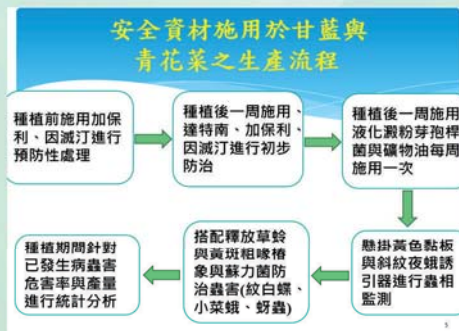 安全資材施用於甘藍與
青花菜之生產流程
種植前施用加保
利、因滅汀進行
預防性處理
種植後一周施用、
達特南、加保利、
因滅汀進行初步
防治
種植後一周施用
液化澱粉芽孢桿
菌與礦物油每周
施用一次
懸掛黃色黏板
與斜紋夜蛾誘
引器進行蟲相
監測
搭配釋放草蛉
與黃斑粗喙椿
象與蘇力菌防
治蟲害(紋白蝶、
小菜蛾、蚜蟲)
種植期間針對
已發生病蟲害
危害率與產量
進行統計分析
5